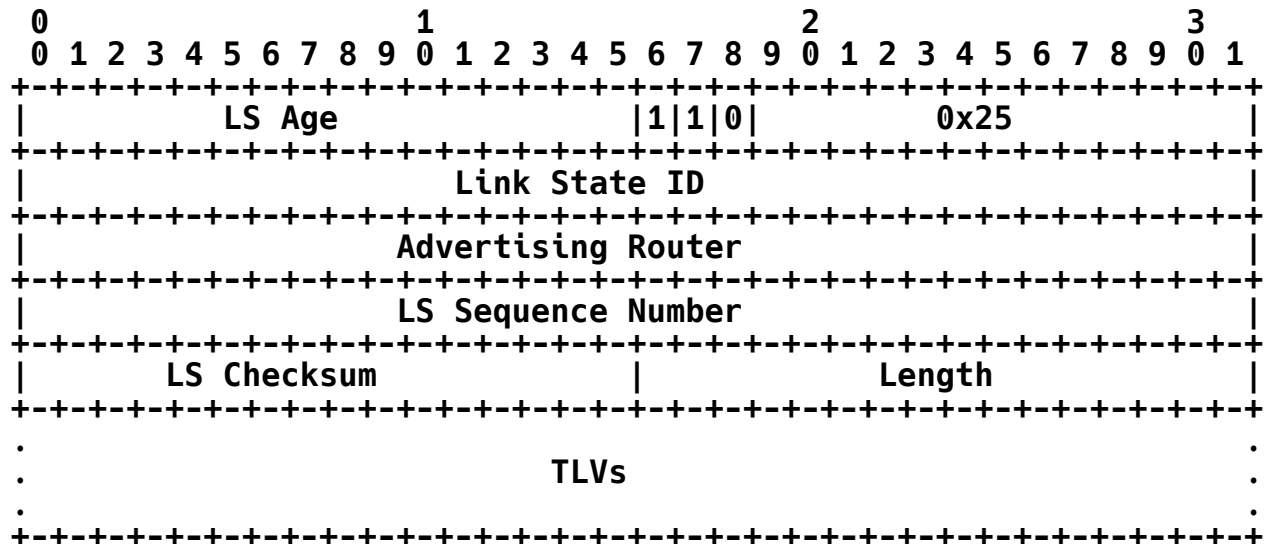 0                   1                   2                   3
 0 1 2 3 4 5 6 7 8 9 0 1 2 3 4 5 6 7 8 9 0 1 2 3 4 5 6 7 8 9 0 1
+-+-+-+-+-+-+-+-+-+-+-+-+-+-+-+-+-+-+-+-+-+-+-+-+-+-+-+-+-+-+-+-+
|          LS Age               |1|1|0|         0x25            |
+-+-+-+-+-+-+-+-+-+-+-+-+-+-+-+-+-+-+-+-+-+-+-+-+-+-+-+-+-+-+-+-+
|                      Link State ID                            |
+-+-+-+-+-+-+-+-+-+-+-+-+-+-+-+-+-+-+-+-+-+-+-+-+-+-+-+-+-+-+-+-+
|                   Advertising Router                          |
+-+-+-+-+-+-+-+-+-+-+-+-+-+-+-+-+-+-+-+-+-+-+-+-+-+-+-+-+-+-+-+-+
|                   LS Sequence Number                          |
+-+-+-+-+-+-+-+-+-+-+-+-+-+-+-+-+-+-+-+-+-+-+-+-+-+-+-+-+-+-+-+-+
|       LS Checksum             |            Length             |
+-+-+-+-+-+-+-+-+-+-+-+-+-+-+-+-+-+-+-+-+-+-+-+-+-+-+-+-+-+-+-+-+
.                                                               .
.                           TLVs                                .
.                                                               .
+-+-+-+-+-+-+-+-+-+-+-+-+-+-+-+-+-+-+-+-+-+-+-+-+-+-+-+-+-+-+-+-+